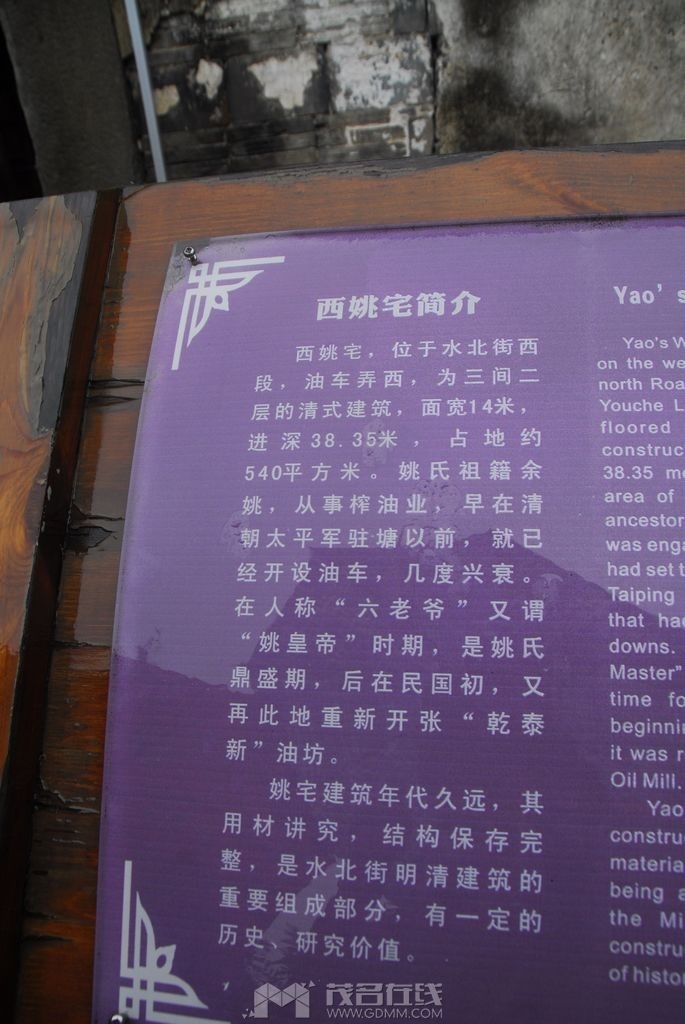 西姚宅简介
西姚宅，位于水北街西
段，油车弄西，为三间二
层的清式建筑，面宽14米，
进深38.35米，占地约
540平方米。姚氏祖籍余
姚，从事榨油业，早在清
朝太平军驻塘以前，就已
经开设油车，几度兴衰。
在人称“六老爷”又谓
“姚皇帝”时期，是姚氏
鼎盛期，后在民国初，又
再此地重新开张“乾泰
新”油坊。
姚宅建筑年代久远，其
用材讲究，结构保存完
整，是水北街明清建筑的
重要组成部分，有一定的
历史、研究价值。
Yao's
Yao's W
on the we
north Roa
Youche L
floored
construc
38.35 me
area of
ancestor
was enga
had set t
Taiping
that ha
downs.
Master"
time fo
beginnin
it was r
Oil Mill.
Yao
constru
materia
being a
the Mi
constru
of histo
茂名在线
WWW.GDMM.COM